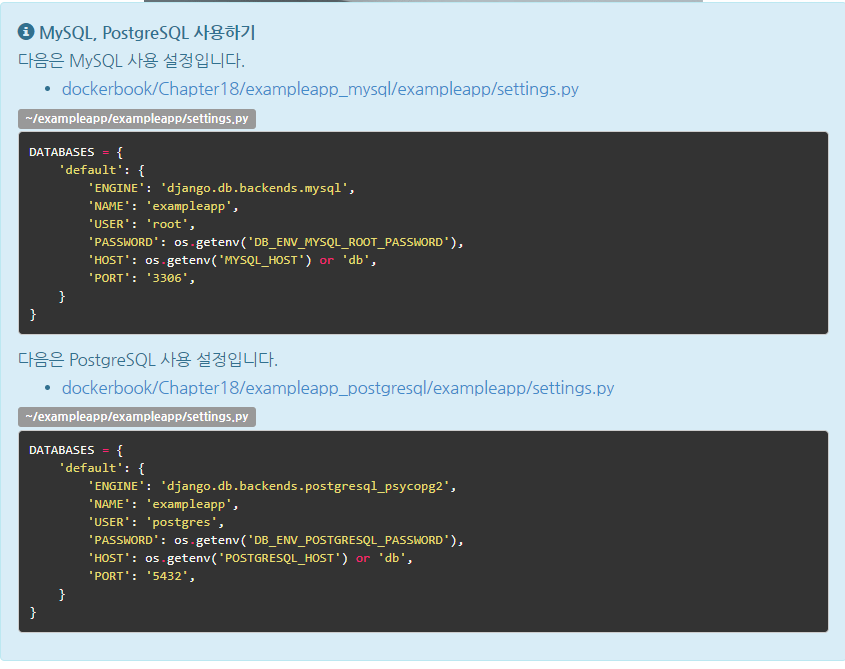 MySQL, PostgreSQL 사용하기
다음은 MySQL 사용 설정입니다.
• dockerbook/Chapter18/exampleapp_mysql/exampleapp/settings.py
~/exampleapp/exampleapp/settings.py
DATABASES = {
    'default': {
        'ENGINE': 'django.db.backends.mysql',
        'NAME': 'exampleapp',
        'USER': 'root',
        'PASSWORD': os.getenv('DB_ENV_MYSQL_ROOT_PASSWORD'),
        'HOST': os.getenv('MYSQL_HOST') or 'db',
        'PORT': '3306',
    }
}
다음은 PostgreSQL 사용 설정입니다.
• dockerbook/Chapter18/exampleapp_postgresql/exampleapp/settings.py
~/exampleapp/exampleapp/settings.py
DATABASES = {
    'default': {
        'ENGINE': 'django.db.backends.postgresql_psycopg2',
        'NAME': 'exampleapp',
        'USER': 'postgres',
        'PASSWORD': os.getenv('DB_ENV_POSTGRESQL_PASSWORD'),
        'HOST': os.getenv('POSTGRESQL_HOST') or 'db',
        'PORT': '5432',
    }
}